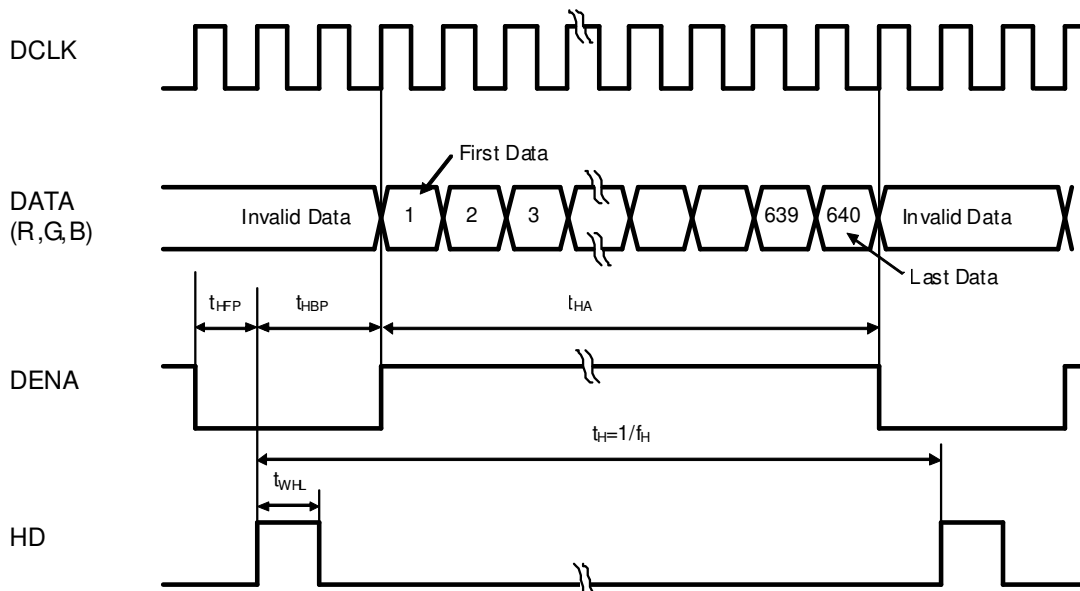 DCLK
First Data
DATA
(R,G,B)
Invalid Data 1 2 3 639 640 Invalid Data
Last Data
tHFP tHBP tHA
DENA
tH=1/fH
tWHL
HD